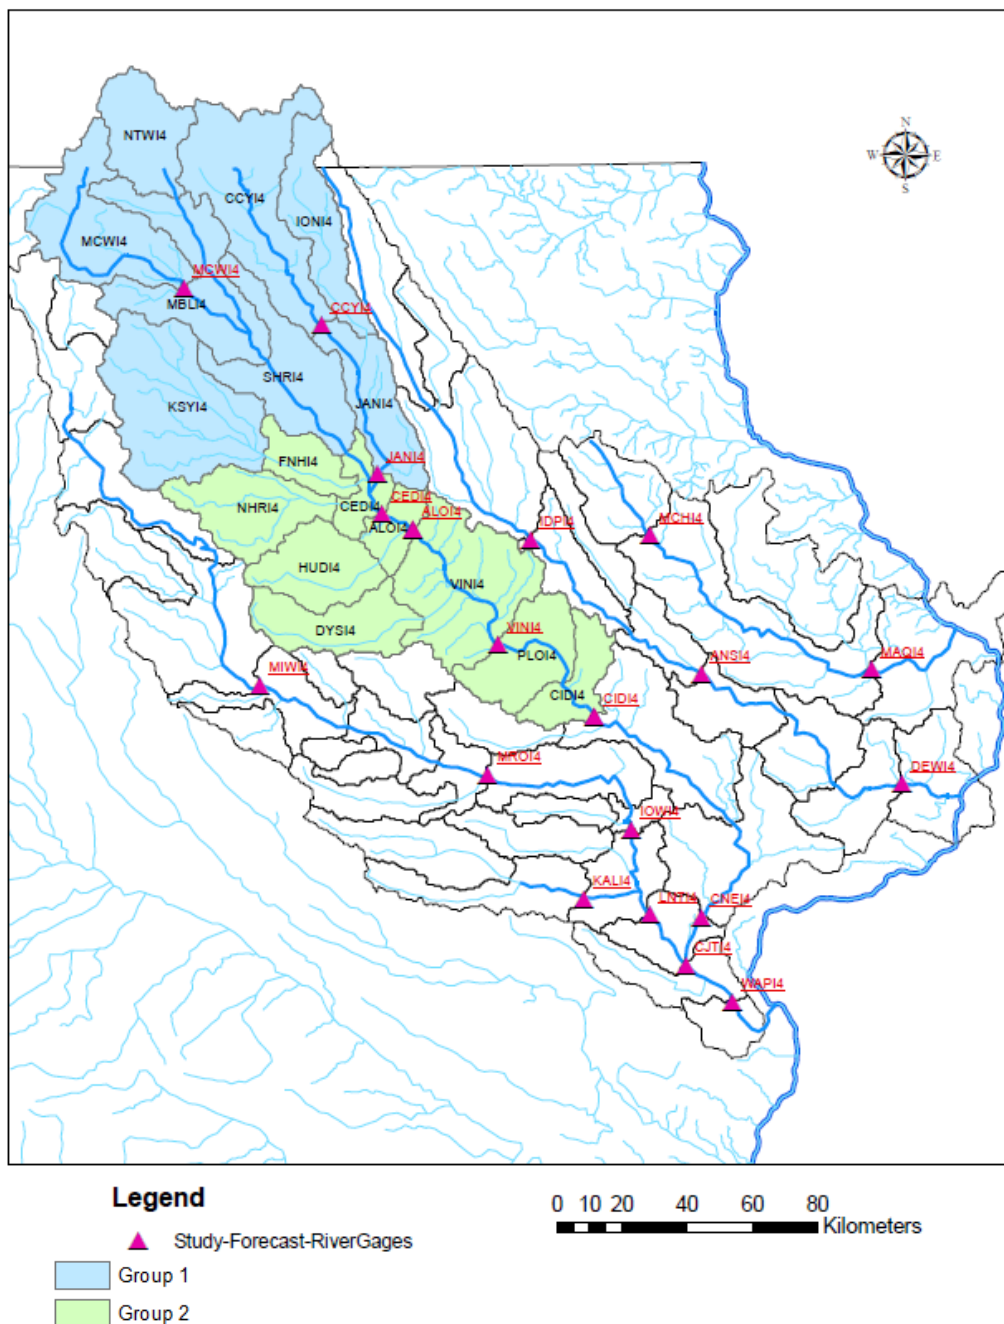 NTWI4
N
W E
S
CCYI4
IONI4
MCWI4
MCWI4
MBLI4
CCYI4
SHRI4
KSYI4
JANI4
FNHI4
JANI4
NHRI4
CEDI4
CEDI4
ALOI4
ALOI4
IDPI4
MCHI4
HUDI4
VINI4
DYSI4
VINI4
PLOI4
MIWI4
ANSI4
MAQI4
CIDI4
CIDI4
MROI4
DEWI4
IOWI4
KALI4
LNTI4
CNEI4
CJTI4
WAPI4
Legend
Study-Forecast-RiverGages
Group 1
Group 2
0 10 20 40 60 80
Kilometers